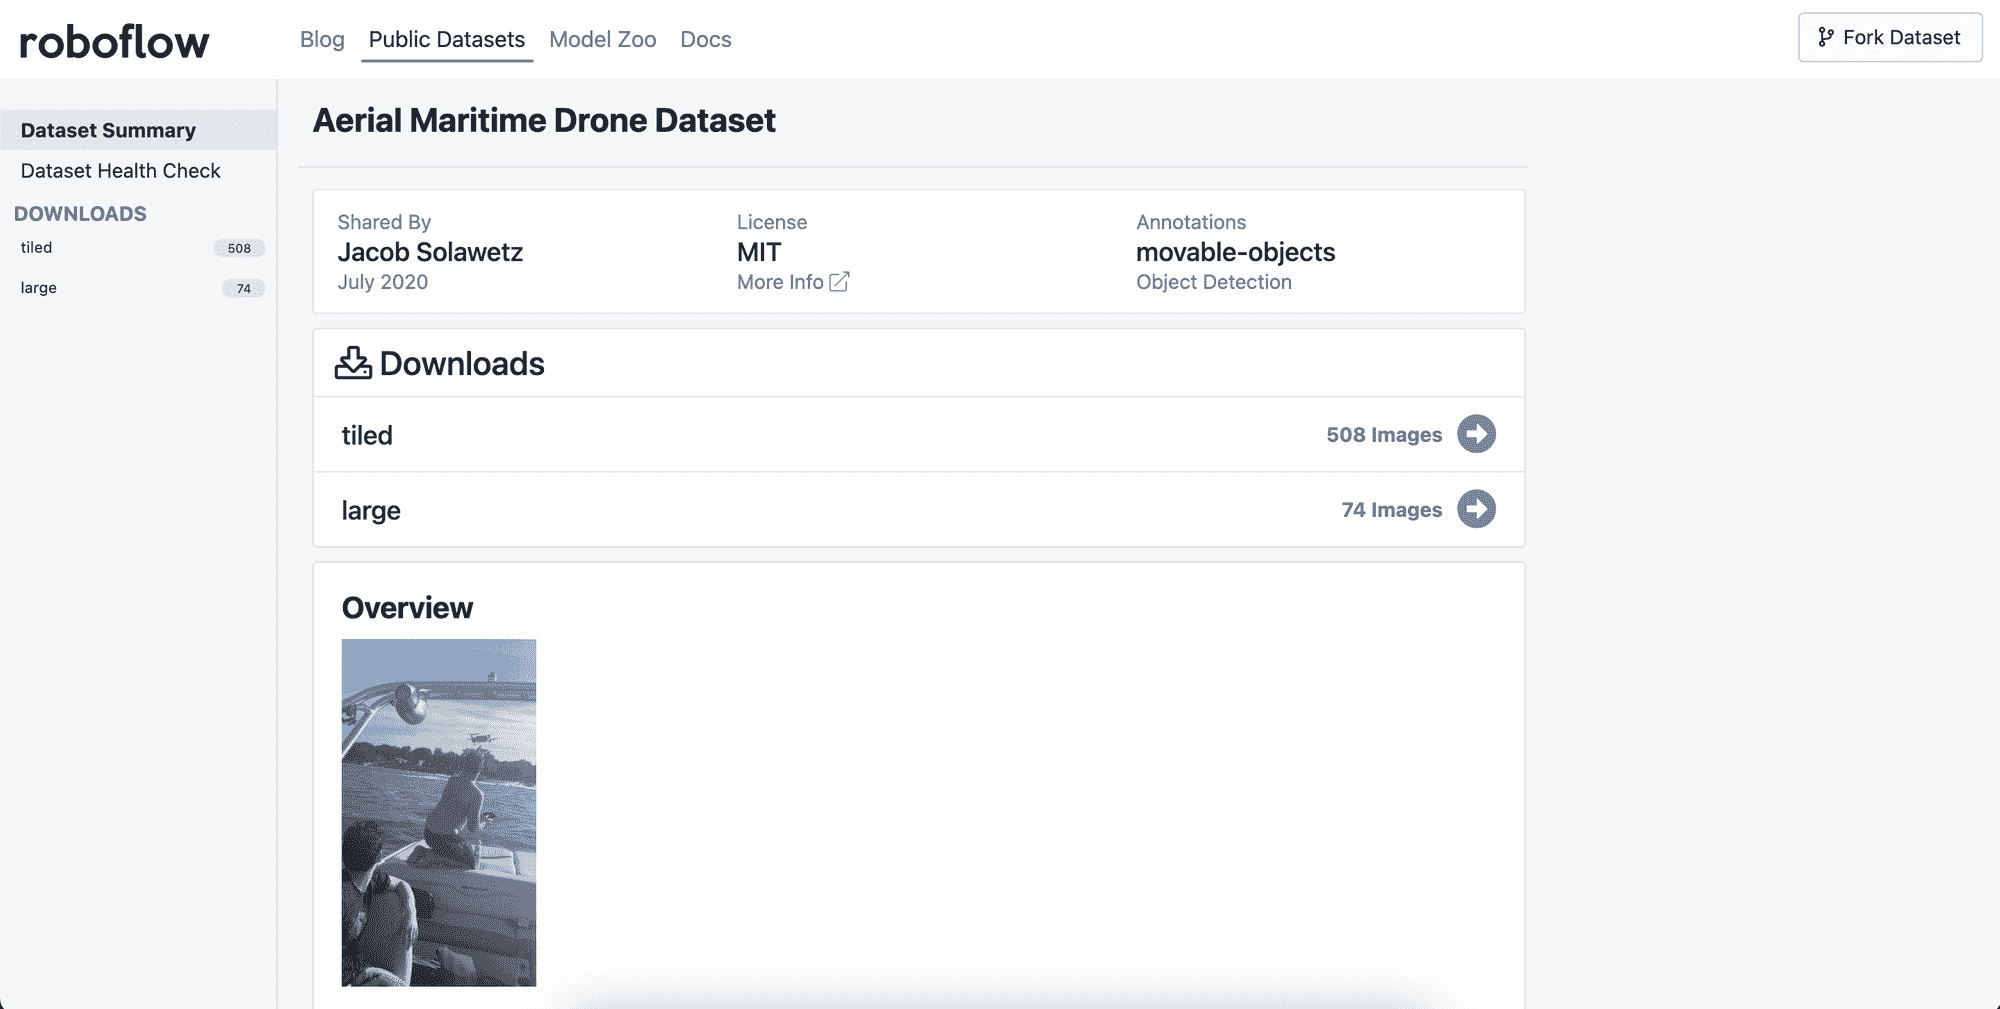 roboflow
Blog Public Datasets Model Zoo Docs
Fork Dataset
Dataset Summary
Dataset Health Check
DOWNLOADS
tiled 508
large 74
Aerial Maritime Drone Dataset
Shared By
Jacob Solawetz
July 2020
License
MIT
More Info
Annotations
movable-objects
Object Detection
Downloads
tiled 508 Images
large 74 Images
Overview